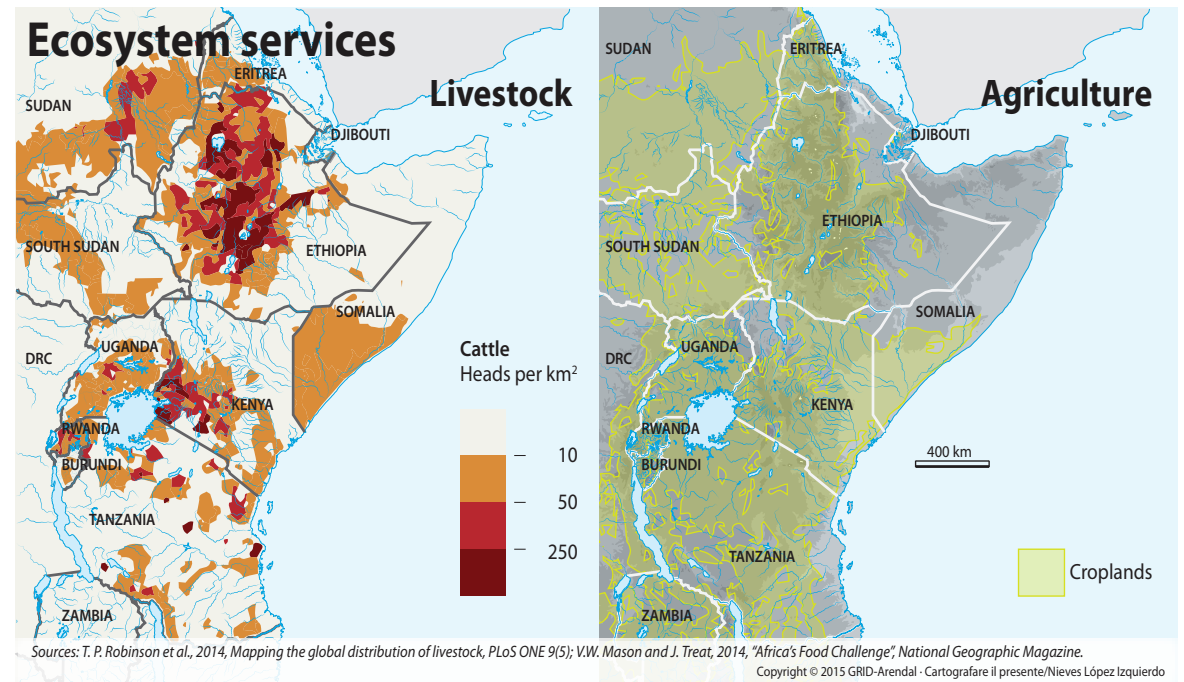 Ecosystem services
Livestock
SUDAN
ERITREA
DJIBOUTI
SOUTH SUDAN
ETHIOPIA
SOMALIA
UGANDA
DRC
KENYA
RWANDA
BURUNDI
TANZANIA
ZAMBIA
Cattle
Heads per km²
10
50
250
Agriculture
SUDAN
ERITREA
DJIBOUTI
ETHIOPIA
SOUTH SUDAN
SOMALIA
UGANDA
DRC
KENYA
RWANDA
BURUNDI
TANZANIA
ZAMBIA
400 km
Croplands
Sources: T. P. Robinson et al., 2014, Mapping the global distribution of livestock, PLoS ONE 9(5); V.W. Mason and J. Treat, 2014, “Africa’s Food Challenge”, National Geographic Magazine.
Copyright © 2015 GRID-Arendal · Cartografare il presente/Nieves López Izquierdo